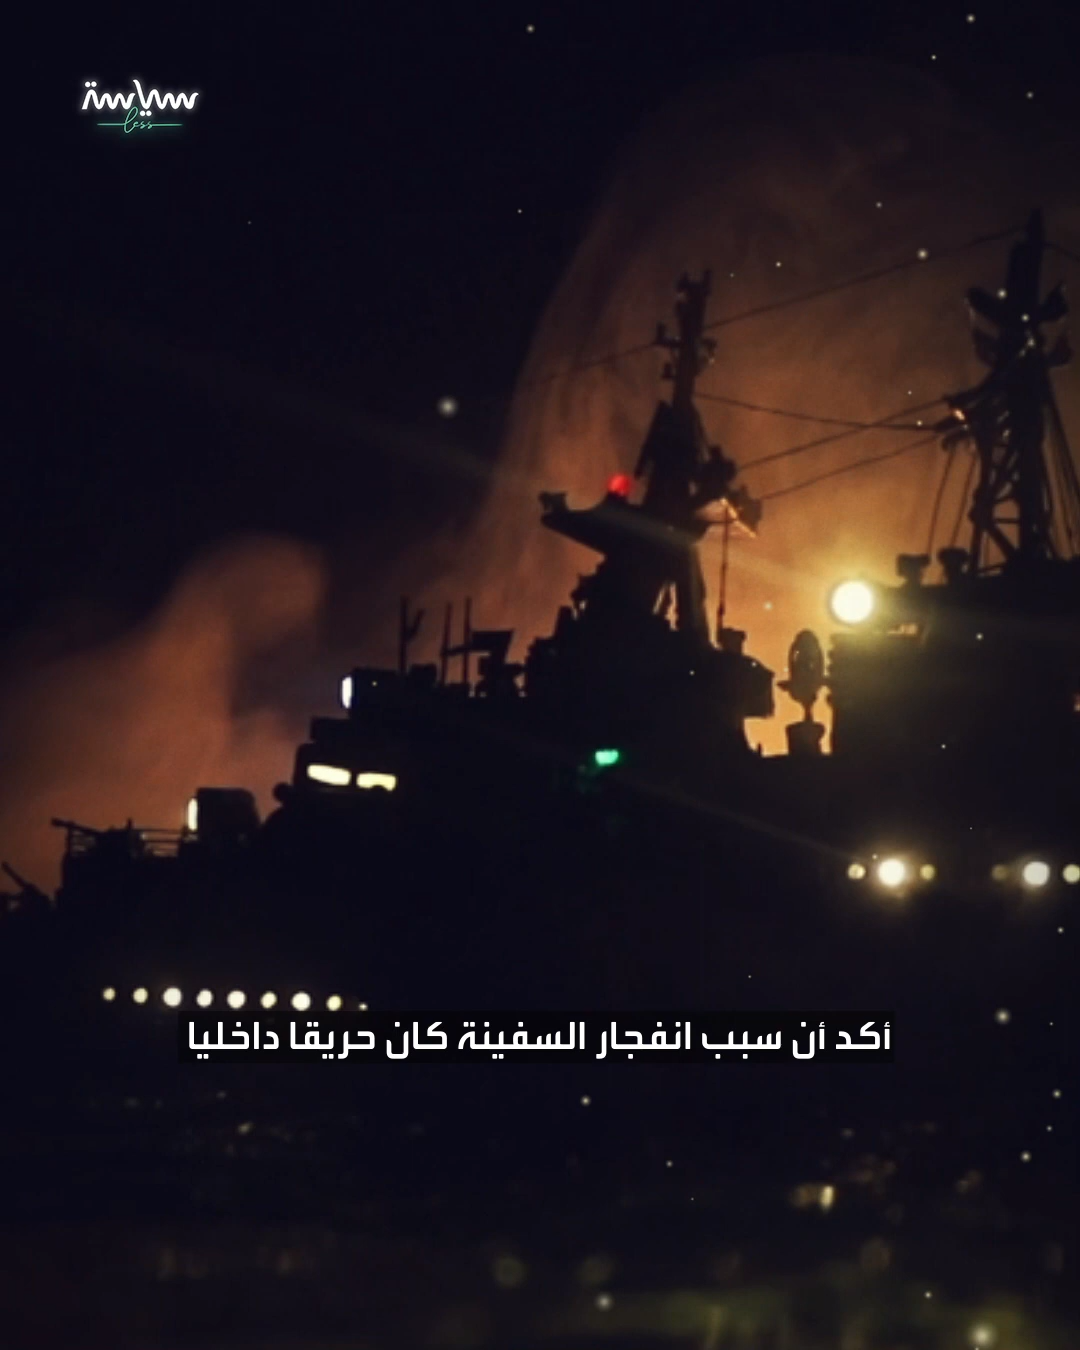 سياسة
less
أكد أن سبب انفجار السفينة كان حريقا داخليا